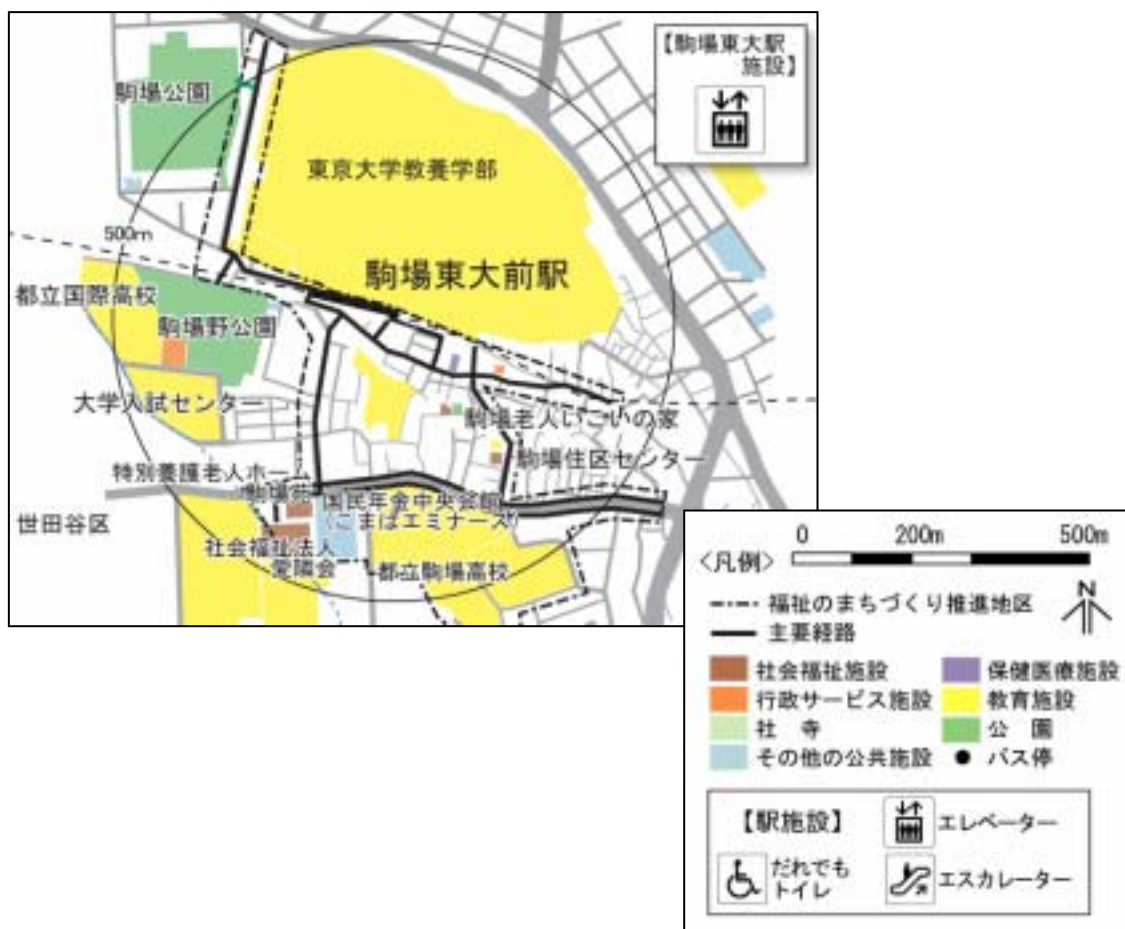 【駒場東大駅
施設】
駒場公園
東京大学教養学部
500m
駒場東大前駅
都立国際高校
駒場野公園
大学入試センター
駒場老人いこいの家
駒場住区センター
特別養護老人ホーム
駒場苑
国民年金中央会館
(こまばエミナース)
世田谷区
社会福祉法人
愛隣会
都立駒場高校
0 200m 500m
<凡例>
N
福祉のまちづくり推進地区
主要経路
社会福祉施設
保健医療施設
行政サービス施設
教育施設
社 寺
公 園
その他の公共施設
バス停
【駅施設】
エレベーター
だれでも
トイレ
エスカレーター